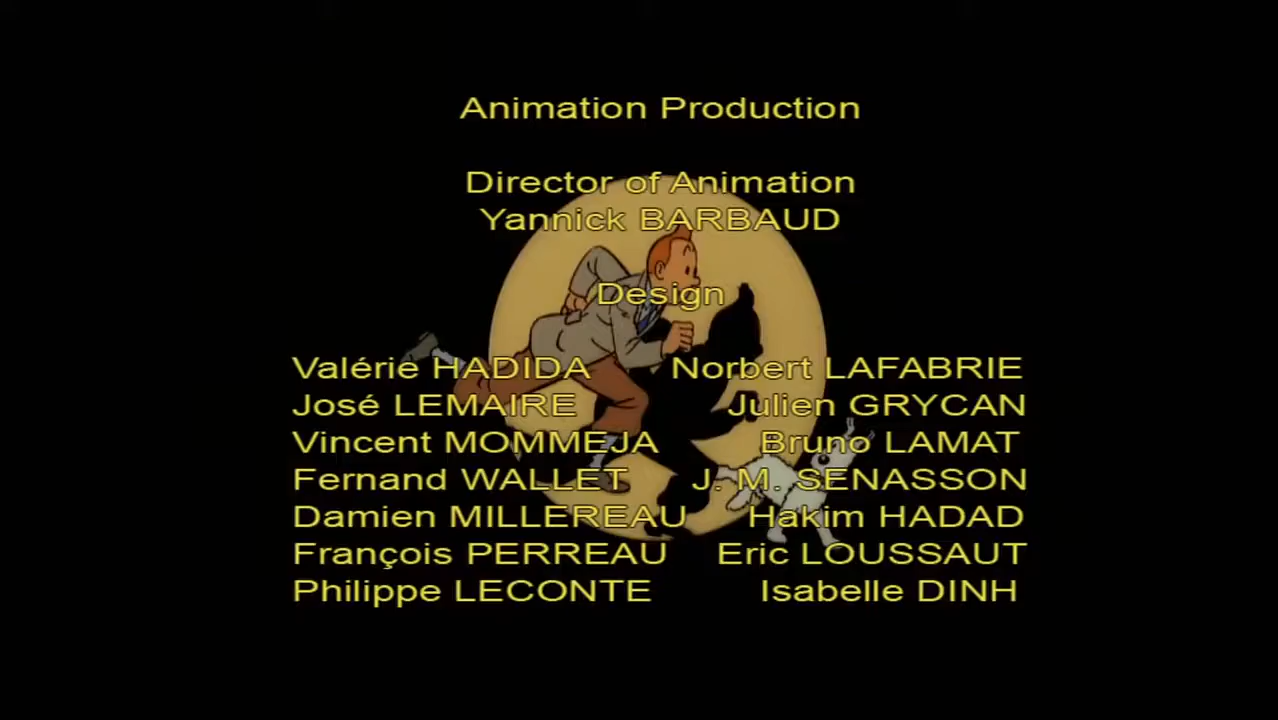 Animation Production
Director of Animation
Yannick BARBAUD
Design
Valérie HADIDA Norbert LAFABRIE
José LEMAIRE Julien GRYCAN
Vincent MOMMEJA Bruno LAMAT
Fernand WALLET J. M. SENASSON
Damien MILLEREAU Hakim HADAD
François PERREAU Eric LOUSSAUT
Philippe LECONTE Isabelle DINH